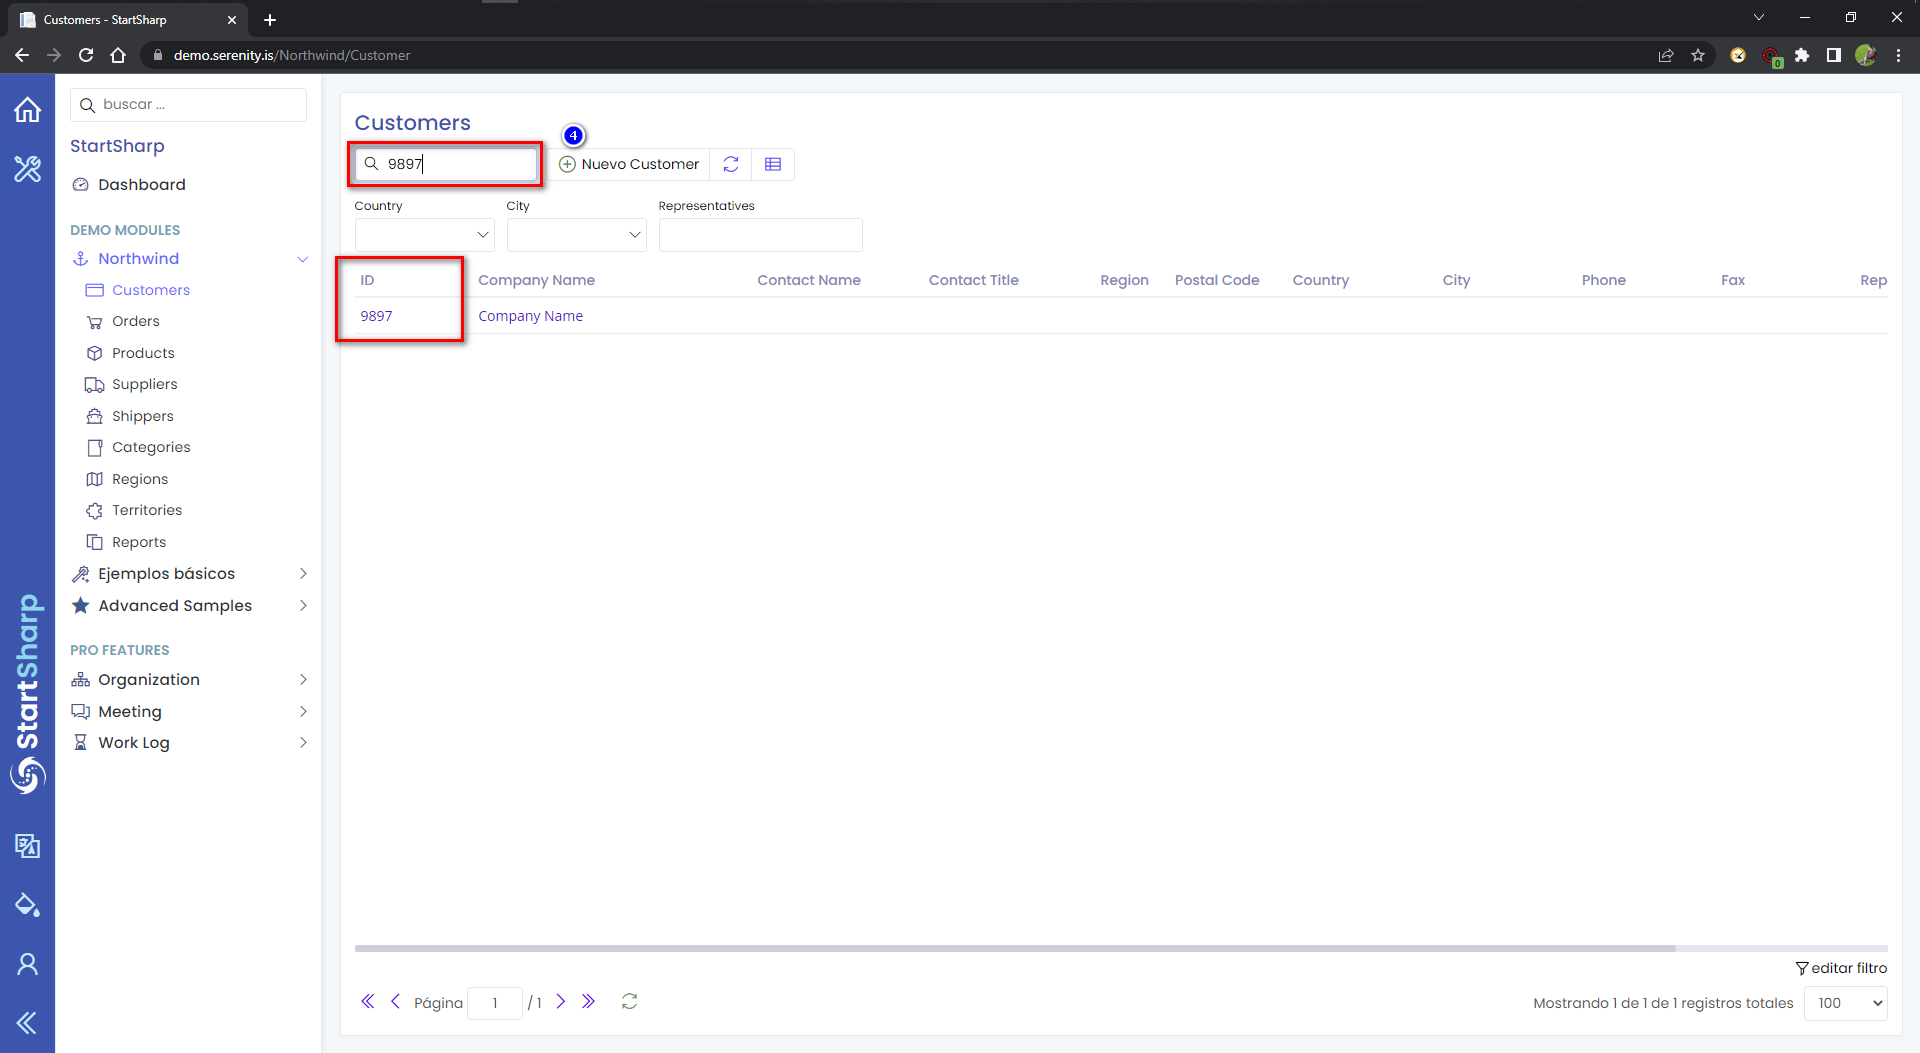 Customers - StartSharp
demo.serenity.is/Northwind/Customer
0
buscar ...
StartSharp
Dashboard
DEMO MODULES
Northwind
Customers
Orders
Products
Suppliers
Shippers
Categories
Regions
Territories
Reports
Ejemplos básicos
Advanced Samples
PRO FEATURES
Organization
Meeting
Work Log
StartSharp
Customers
4
9897
Nuevo Customer
Country City Representatives
ID Company Name Contact Name Contact Title Region Postal Code Country City Phone Fax Rep
9897 Company Name
editar filtro
Página 1 / 1
Mostrando 1 de 1 de 1 registros totales 100